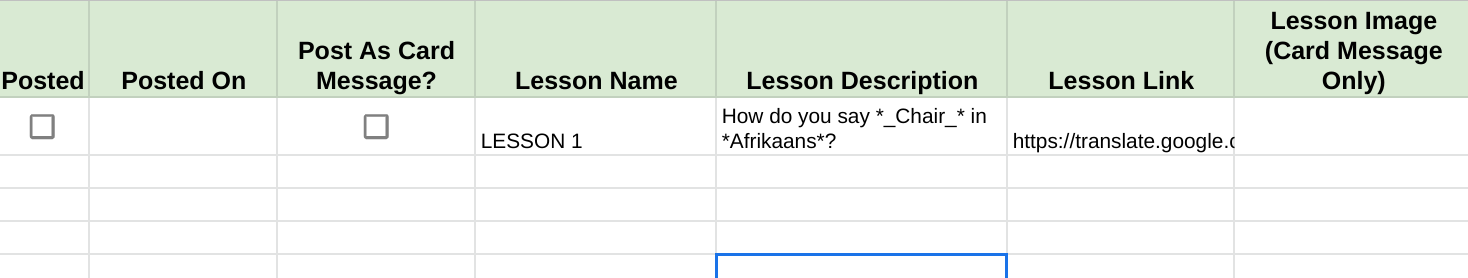 Posted
Posted On
Post As Card
Message?
Lesson Name
Lesson Description
Lesson Link
Lesson Image
(Card Message
Only)
LESSON 1
How do you say *_Chair_* in
*Afrikaans*?
https://translate.google.c